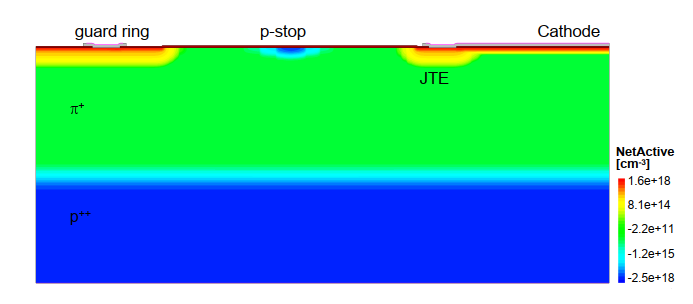 guard ring p-stop Cathode
JTE
π⁺
NetActive
[cm⁻³]
1.6e+18
8.1e+14
-2.2e+11
-1.2e+15
-2.5e+18
p⁺⁺